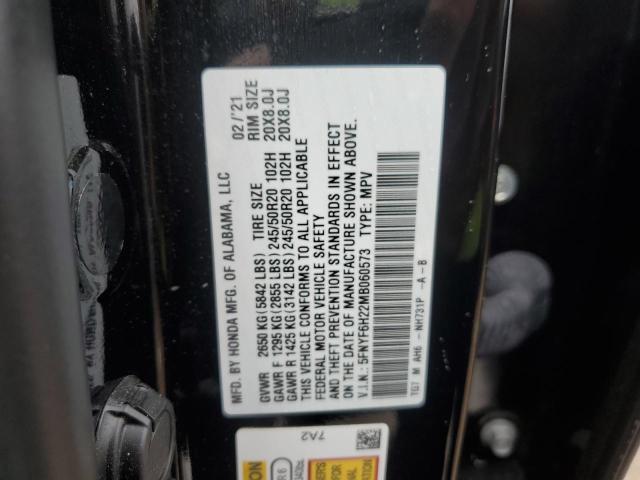 MFD. BY HONDA MFG. OF ALABAMA, LLC 02/'21
GVWR 2650 KG (5842 LBS) TIRE SIZE RIM SIZE
GAWR F 1295 KG (2855 LBS) 245/50R20 102H 20X8.0J
GAWR R 1425 KG (3142 LBS) 245/50R20 102H 20X8.0J
THIS VEHICLE CONFORMS TO ALL APPLICABLE
FEDERAL MOTOR VEHICLE SAFETY
AND THEFT PREVENTION STANDARDS IN EFFECT
ON THE DATE OF MANUFACTURE SHOWN ABOVE.
V.I.N.: 5FNYF6H22MB060573 TYPE: MPV
TG7 M AH6 - NH731P -A -B
7A2